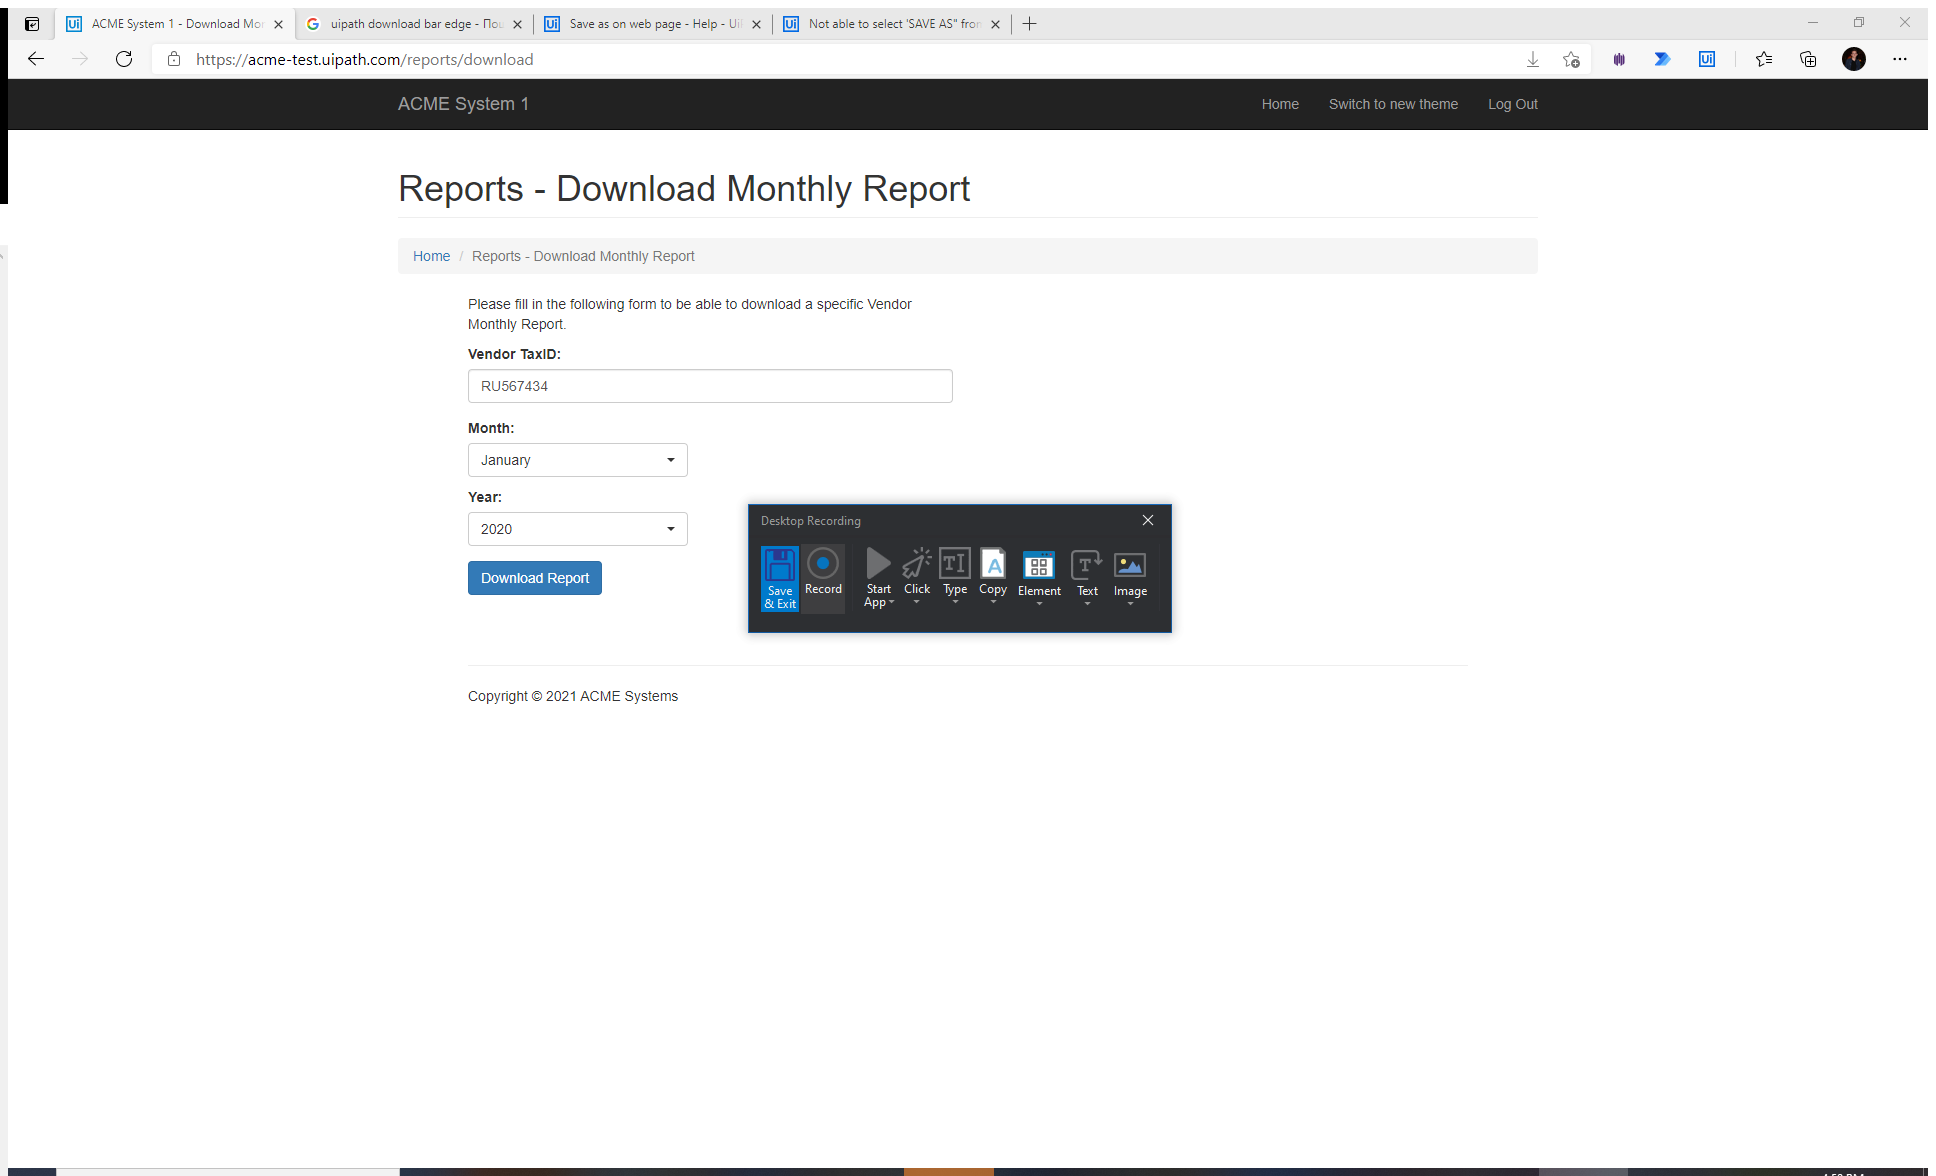 ACME System 1 - Download Mo
uipath download bar edge - По
Save as on web page - Help - Ui
Not able to select 'SAVE AS" from
https://acme-test.uipath.com/reports/download
ACME System 1
Home
Switch to new theme
Log Out
Reports - Download Monthly Report
Home / Reports - Download Monthly Report
Please fill in the following form to be able to download a specific Vendor
Monthly Report.
Vendor TaxID:
RU567434
Month:
January
Year:
2020
Download Report
Desktop Recording
Save
& Exit
Record
Start
App
Click
Type
Copy
Element
Text
Image
Copyright © 2021 ACME Systems